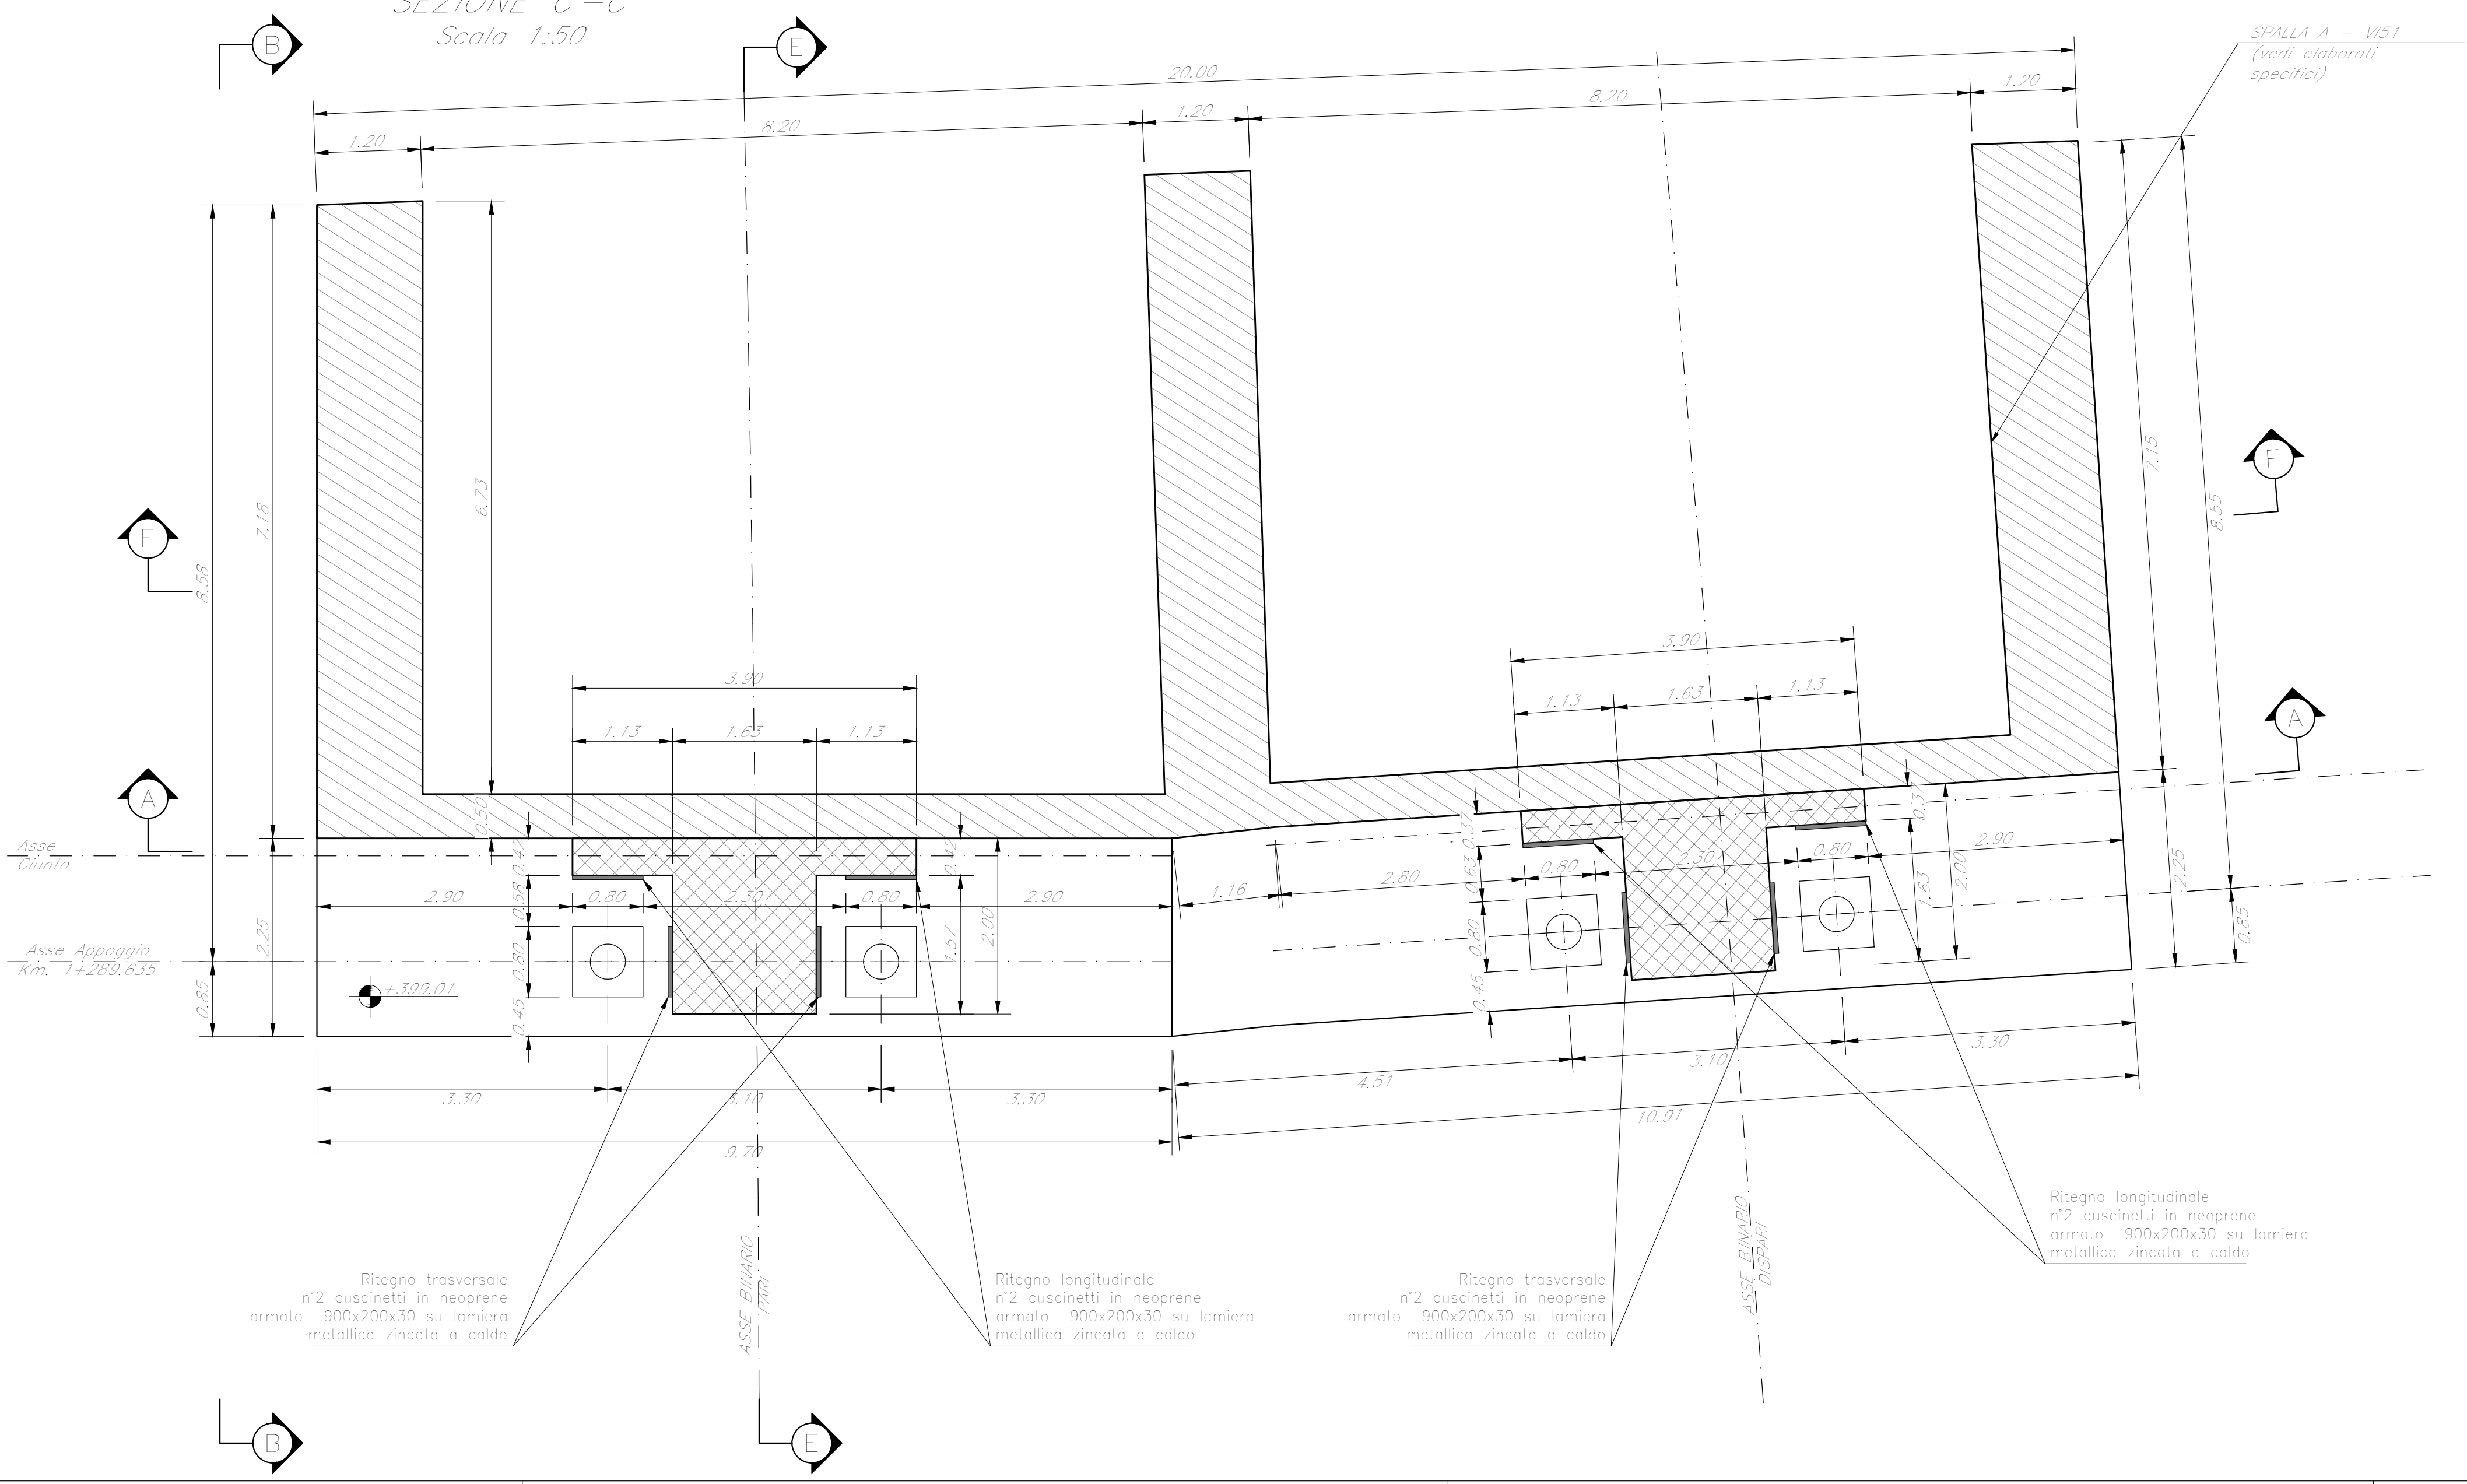 SEZIONE C-C
Scala 1:50
B
E
SPALLA A - VI51
(vedi elaborati
specifici)
20.00
1.20
8.20
1.20
8.20
1.20
6.73
7.18
8.58
7.15
8.55
F
F
A
A
3.90
1.13
1.63
1.13
3.90
1.13
1.63
1.13
Asse
Giunto
0.50
0.42
0.42
0.58
0.80
0.45
2.90
0.80
2.30
0.80
2.90
1.57
2.00
2.25
0.85
Asse Appoggio
Km. 1+289.635
+399.01
1.16
2.80
0.80
2.30
0.80
2.90
0.37
0.63
0.80
0.45
0.37
1.63
2.00
2.25
0.85
3.30
3.10
3.30
9.70
4.51
3.10
3.30
10.91
ASSE BINARIO
PARI
ASSE BINARIO
DISPARI
Ritegno trasversale
n°2 cuscinetti in neoprene
armato 900x200x30 su lamiera
metallica zincata a caldo
Ritegno longitudinale
n°2 cuscinetti in neoprene
armato 900x200x30 su lamiera
metallica zincata a caldo
Ritegno trasversale
n°2 cuscinetti in neoprene
armato 900x200x30 su lamiera
metallica zincata a caldo
Ritegno longitudinale
n°2 cuscinetti in neoprene
armato 900x200x30 su lamiera
metallica zincata a caldo
B
E